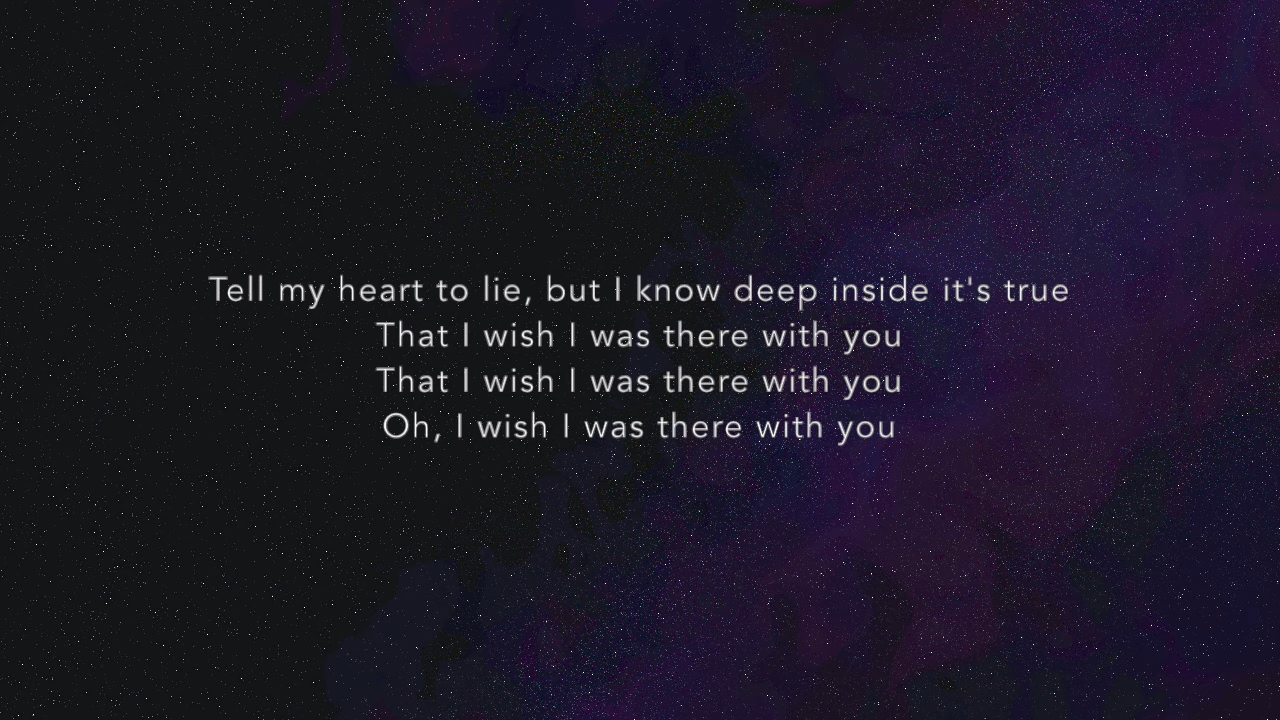 Tell my heart to lie, but I know deep inside it's true
That I wish I was there with you
That I wish I was there with you
Oh, I wish I was there with you